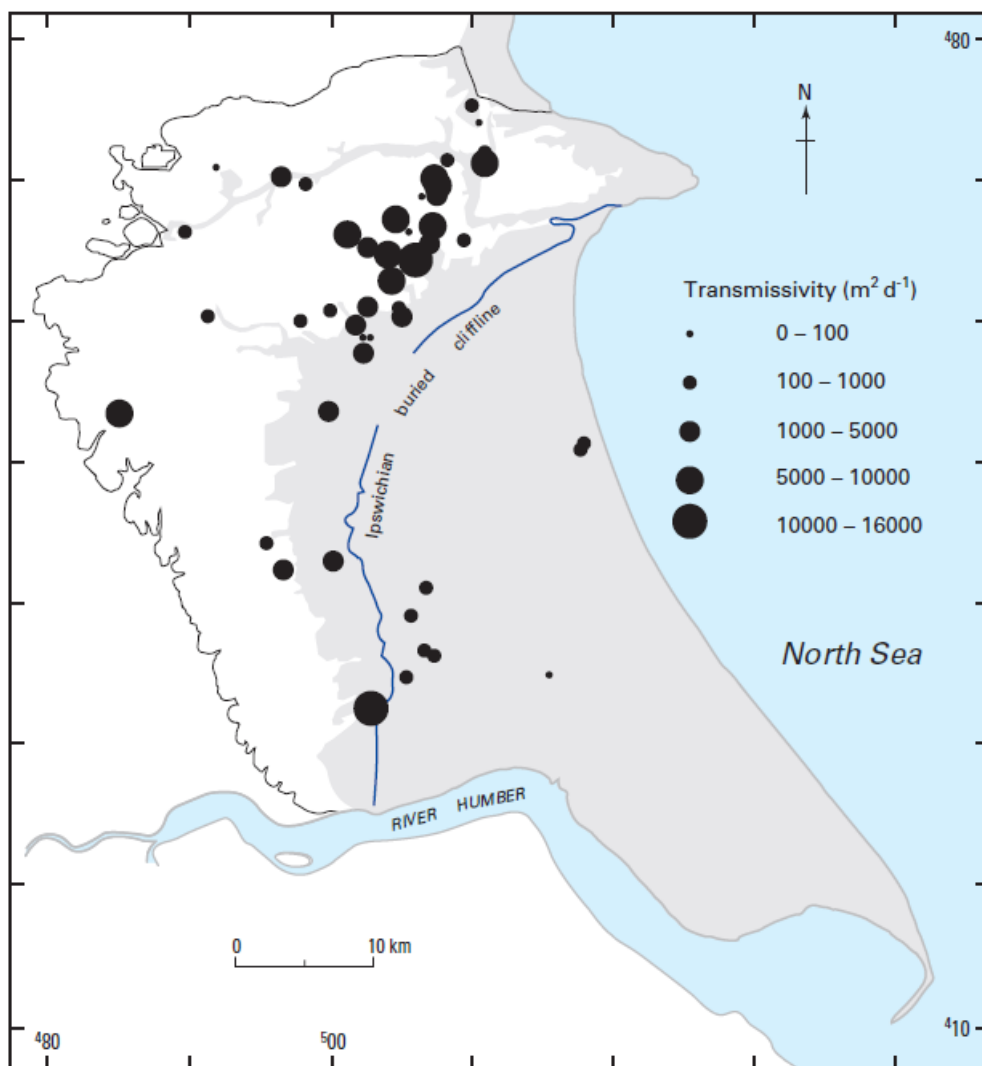 ⁴80
N
Transmissivity (m² d⁻¹)
0 – 100
100 – 1000
1000 – 5000
5000 – 10000
10000 – 16000
cliffline
buried
Ipswichian
North Sea
RIVER HUMBER
0 10 km
⁴80
⁵00
⁴10